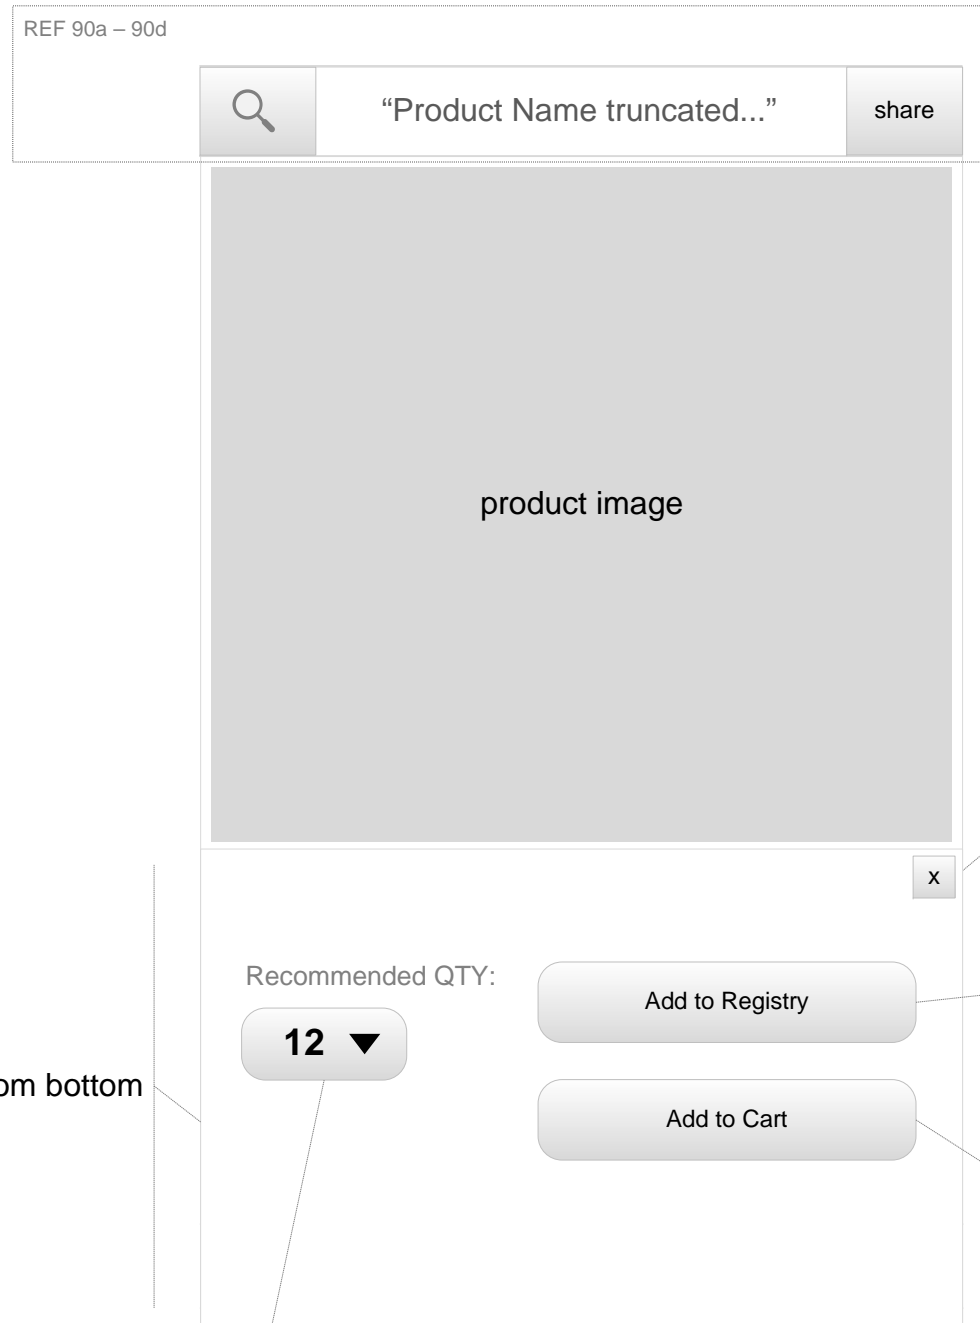 REF 90a – 90d
“Product Name truncated...”
share
product image
x
Recommended QTY:
12
Add to Registry
Add to Cart
bottom